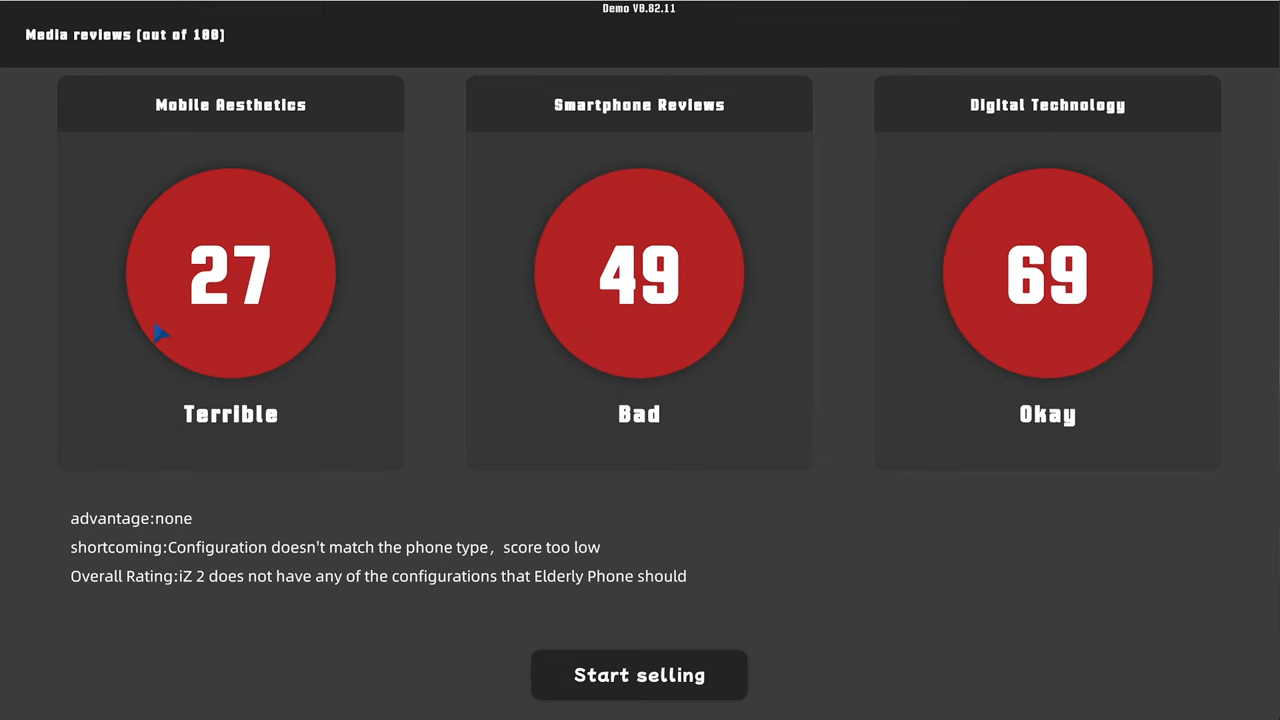 Demo V0.82.11
Media reviews (out of 100)
Mobile Aesthetics
Smartphone Reviews
Digital Technology
27
49
69
Terrible
Bad
Okay
advantage:none
shortcoming:Configuration doesn't match the phone type，score too low
Overall Rating:iZ 2 does not have any of the configurations that Elderly Phone should
Start selling